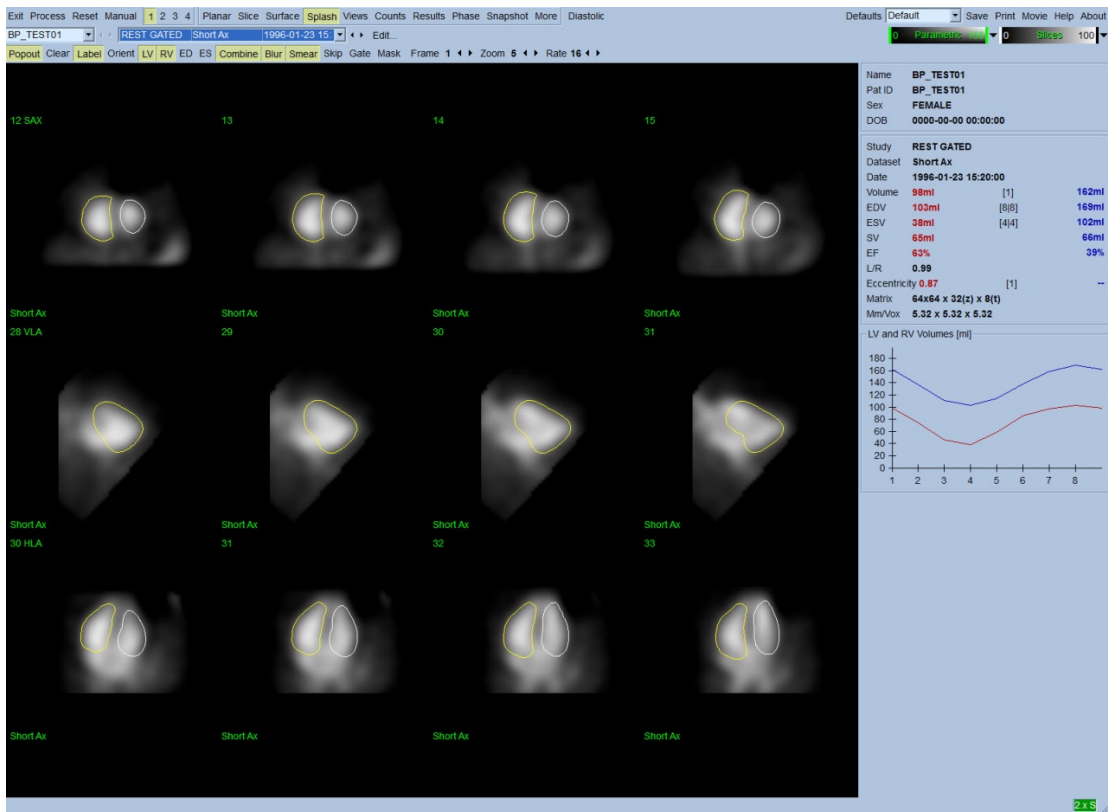 Exit Process Reset Manual 1 2 3 4 Planar Slice Surface Splash Views Counts Results Phase Snapshot More Diastolic Defaults Default Save Print Movie Help About
BP_TEST01 REST GATED Short Ax 1996-01-23 15: Edit... 0 Parametric 100 0 Slices 100
Popout Clear Label Orient LV RV ED ES Combine Blur Smear Skip Gate Mask Frame 1 Zoom 5 Rate 16
12 SAX 13 14 15
Short Ax Short Ax Short Ax Short Ax
28 VLA 29 30 31
Short Ax Short Ax Short Ax Short Ax
30 HLA 31 32 33
Short Ax Short Ax Short Ax Short Ax
Name BP_TEST01
Pat ID BP_TEST01
Sex FEMALE
DOB 0000-00-00 00:00:00
Study REST GATED
Dataset Short Ax
Date 1996-01-23 15:20:00
Volume 98ml [1] 162ml
EDV 103ml [8|8] 169ml
ESV 38ml [4|4] 102ml
SV 65ml 66ml
EF 63% 39%
L/R 0.99
Eccentricity 0.87 [1] --
Matrix 64x64 x 32(z) x 8(t)
Mm/Vox 5.32 x 5.32 x 5.32
LV and RV Volumes [ml]
180
160
140
120
100
80
60
40
20
0
1 2 3 4 5 6 7 8
2.x S